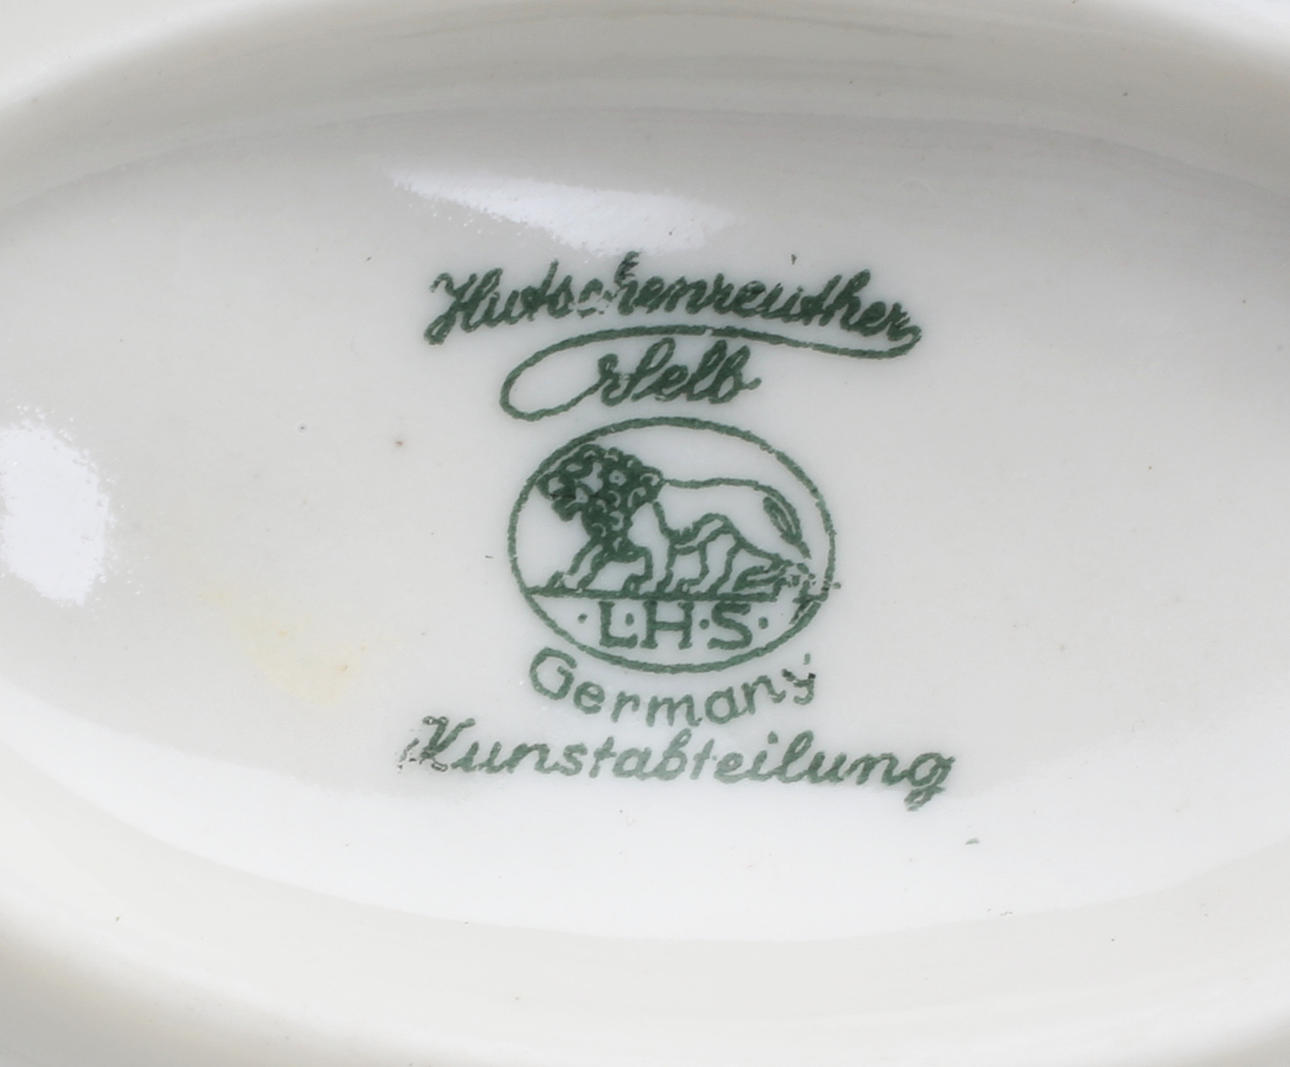 Hutschenreuther
Selb
·L·H·S·
Germany
Kunstabteilung